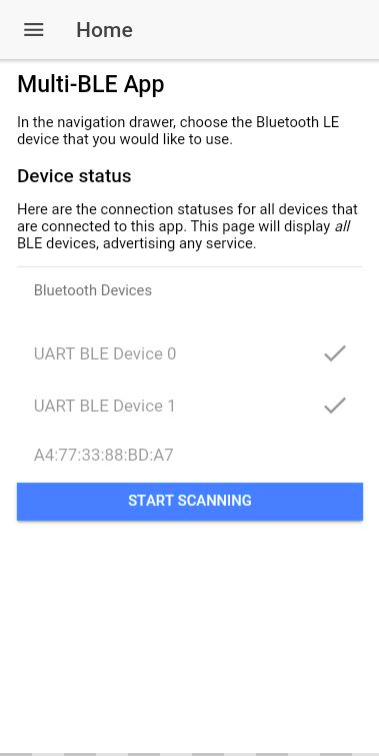 Home
Multi-BLE App
In the navigation drawer, choose the Bluetooth LE
device that you would like to use.
Device status
Here are the connection statuses for all devices that
are connected to this app. This page will display all
BLE devices, advertising any service.
Bluetooth Devices
UART BLE Device 0
UART BLE Device 1
A4:77:33:88:BD:A7
START SCANNING